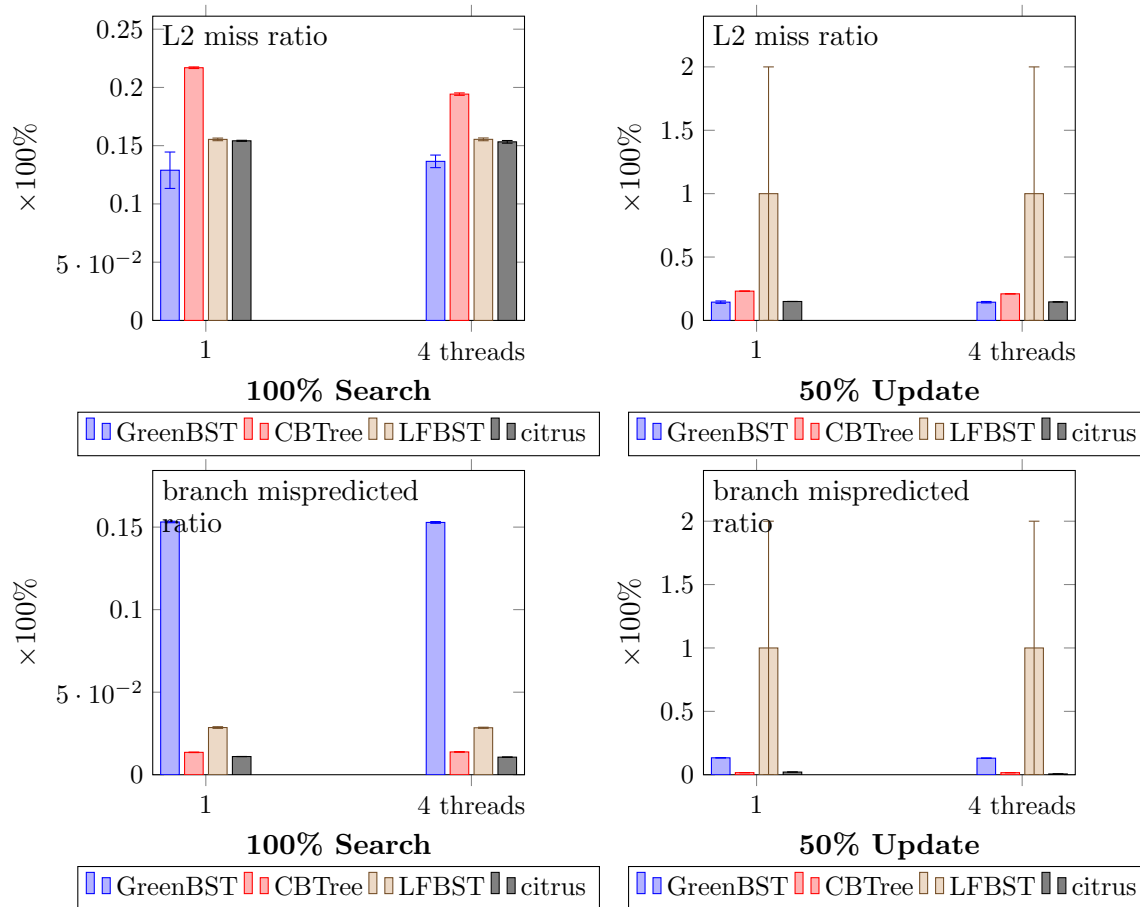 L2 miss ratio
×100%
0.25
0.2
0.15
0.1
5 · 10⁻²
0
1
4 threads
100% Search
GreenBST CBTree LFBST citrus
L2 miss ratio
×100%
2
1.5
1
0.5
0
1
4 threads
50% Update
GreenBST CBTree LFBST citrus
branch mispredicted
ratio
×100%
0.15
0.1
5 · 10⁻²
0
1
4 threads
100% Search
GreenBST CBTree LFBST citrus
branch mispredicted
ratio
×100%
2
1.5
1
0.5
0
1
4 threads
50% Update
GreenBST CBTree LFBST citrus